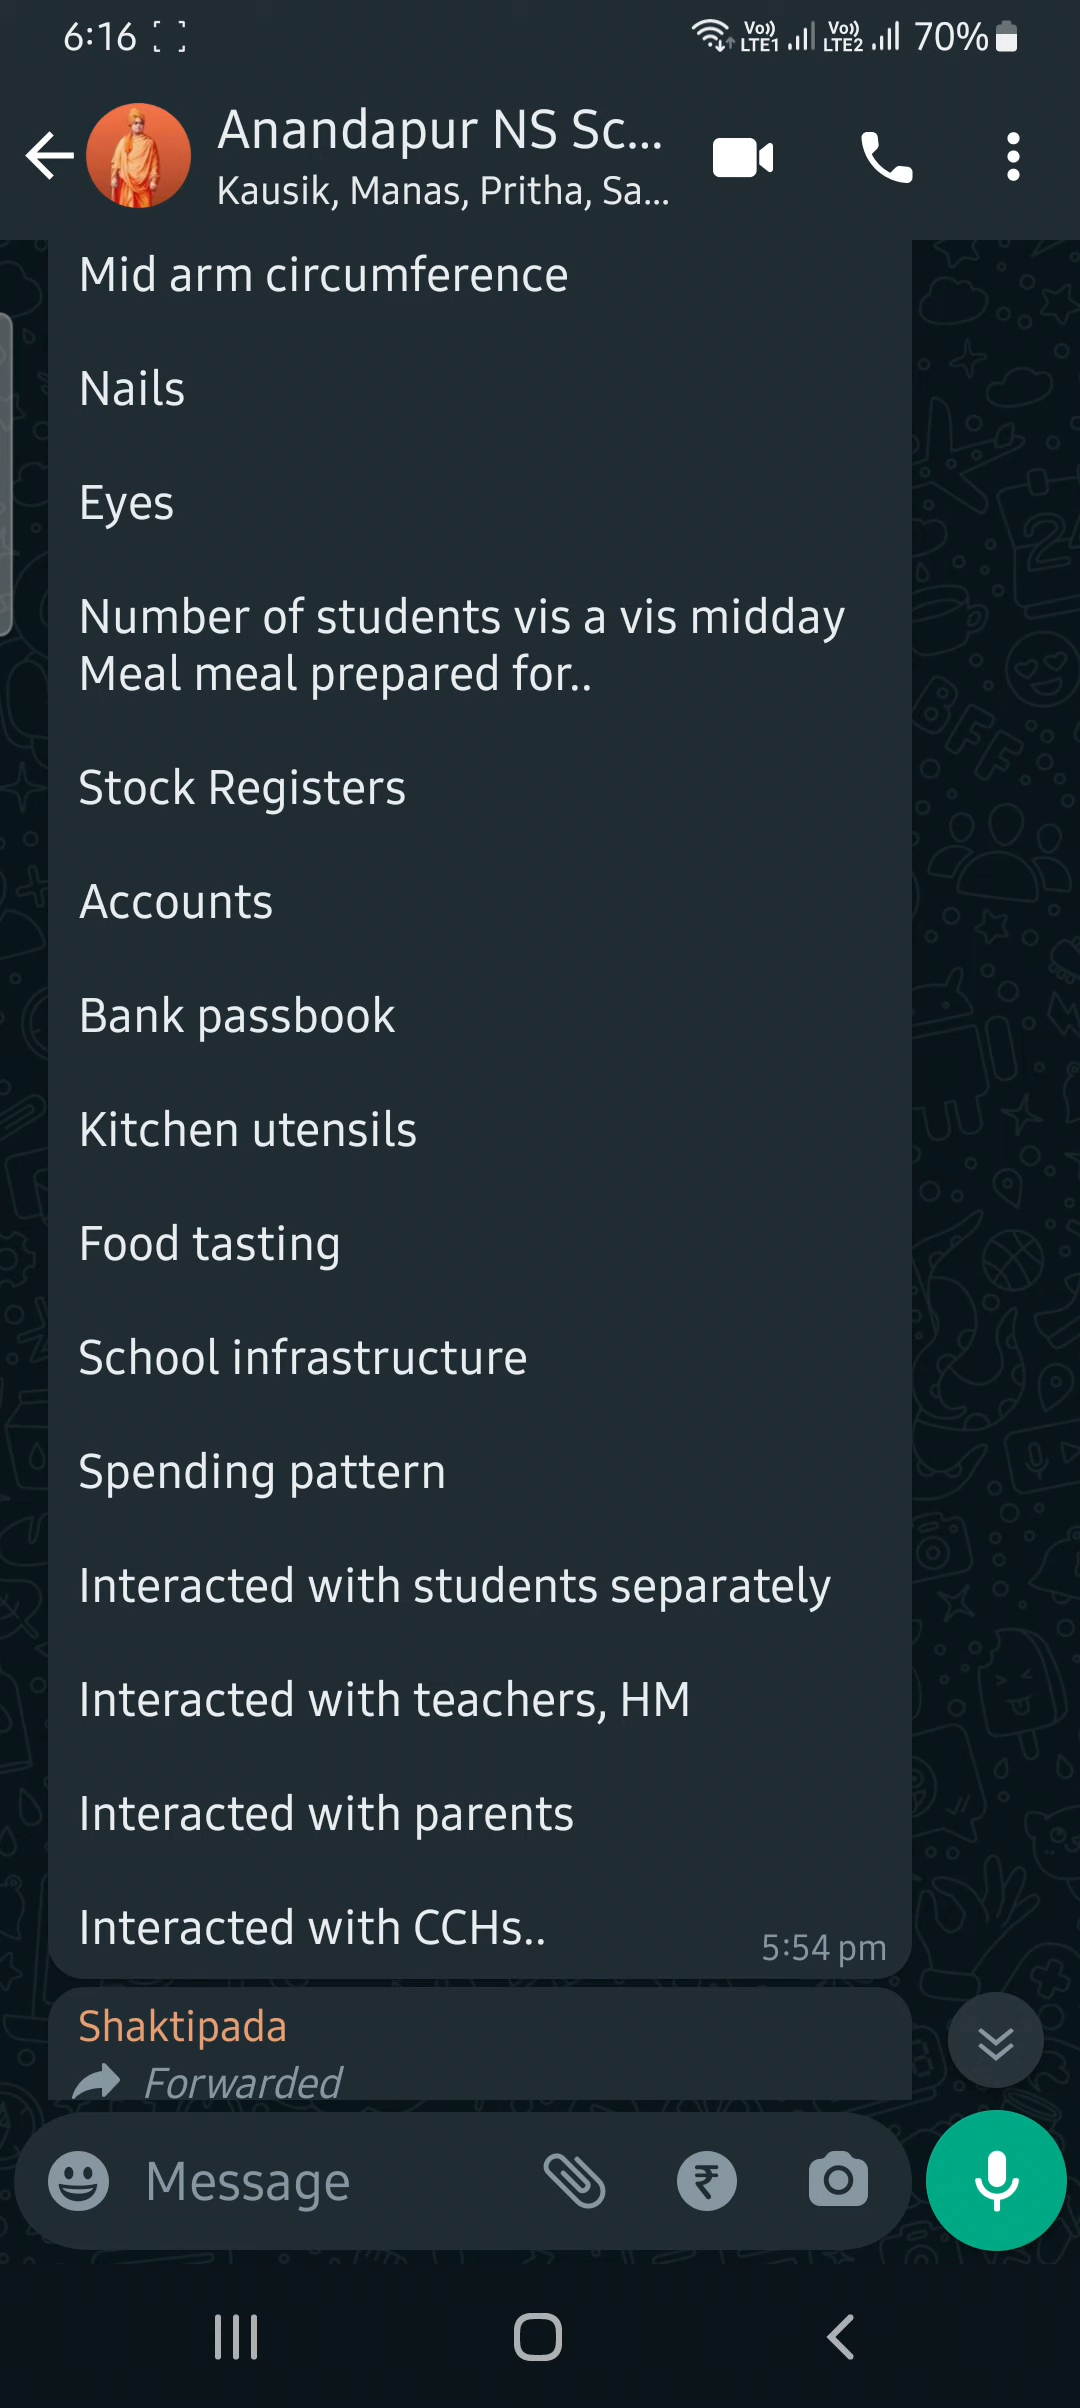 6:16
Vo)) LTE1 Vo)) LTE2 70%
Anandapur NS Sc...
Kausik, Manas, Pritha, Sa...
Mid arm circumference
Nails
Eyes
Number of students vis a vis midday
Meal meal prepared for..
Stock Registers
Accounts
Bank passbook
Kitchen utensils
Food tasting
School infrastructure
Spending pattern
Interacted with students separately
Interacted with teachers, HM
Interacted with parents
Interacted with CCHs..
5:54 pm
Shaktipada
Forwarded
Message